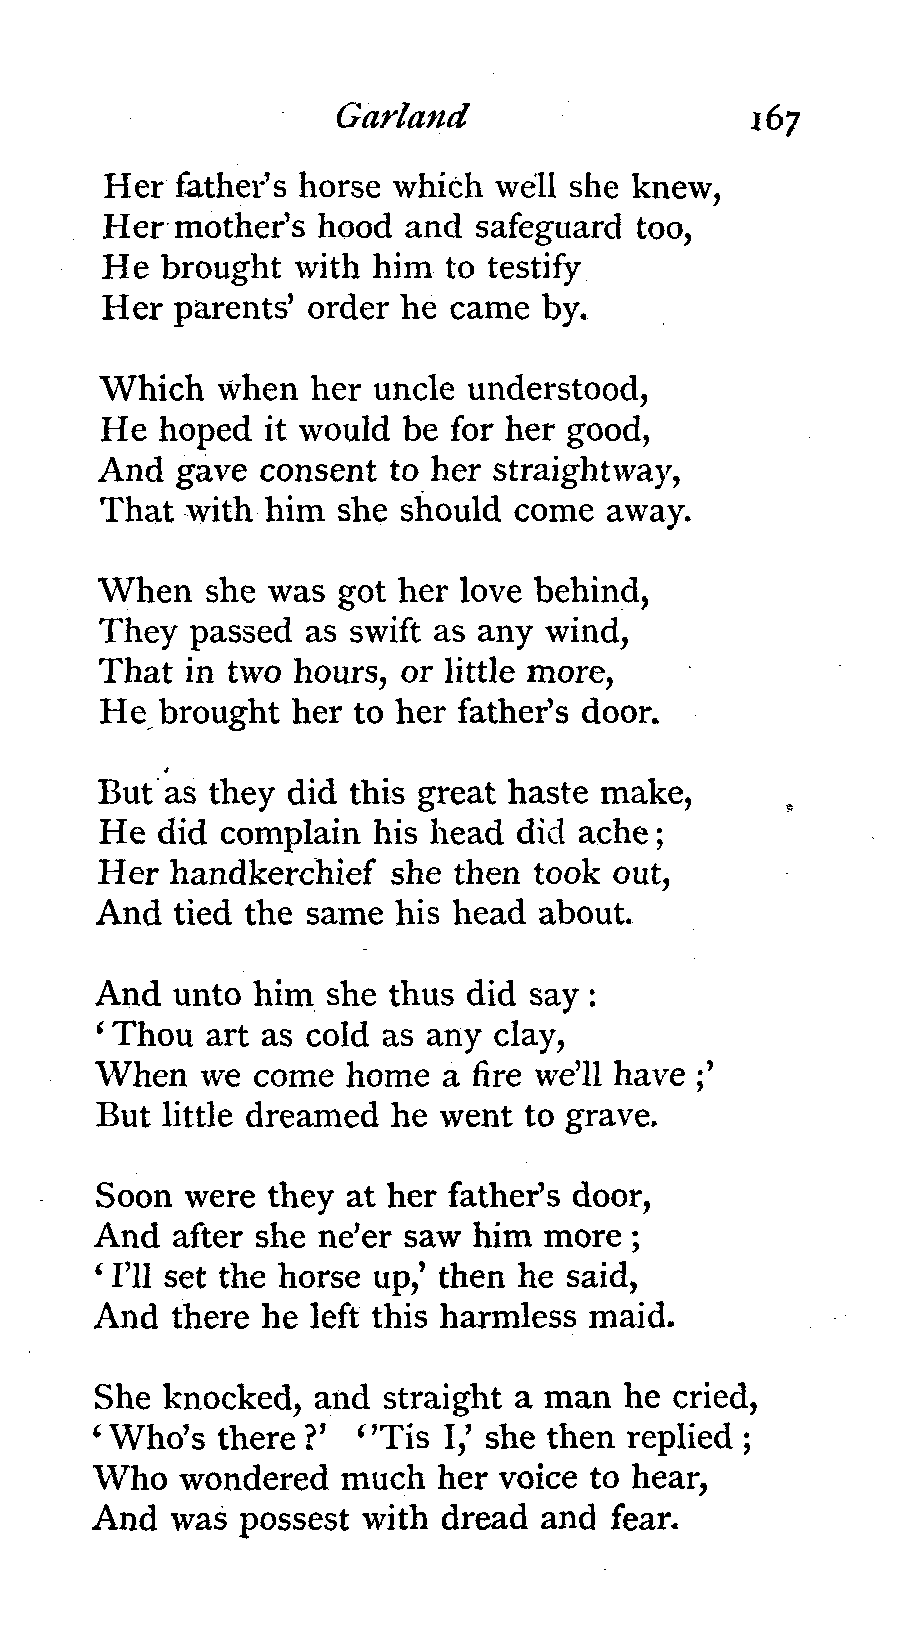 Garland 167
Her father's horse which well she knew,
Her mother's hood and safeguard too,
He brought with him to testify
Her parents' order he came by.
Which when her uncle understood,
He hoped it would be for her good,
And gave consent to her straightway,
That with him she should come away.
When she was got her love behind,
They passed as swift as any wind,
That in two hours, or little more,
He brought her to her father's door.
But as they did this great haste make,
He did complain his head did ache;
Her handkerchief she then took out,
And tied the same his head about.
And unto him she thus did say :
‘Thou art as cold as any clay,
When we come home a fire we'll have ;’
But little dreamed he went to grave.
Soon were they at her father's door,
And after she ne'er saw him more ;
‘I'll set the horse up,’ then he said,
And there he left this harmless maid.
She knocked, and straight a man he cried,
‘Who's there ?’ ‘'Tis I,’ she then replied ;
Who wondered much her voice to hear,
And was possest with dread and fear.